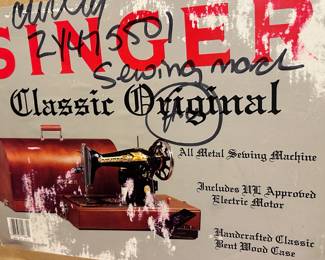 SINGER
2Y475501
Sewing mach
Classic Original
All Metal Sewing Machine
Includes UL Approved
Electric Motor
Handcrafted Classic
Bent Wood Case